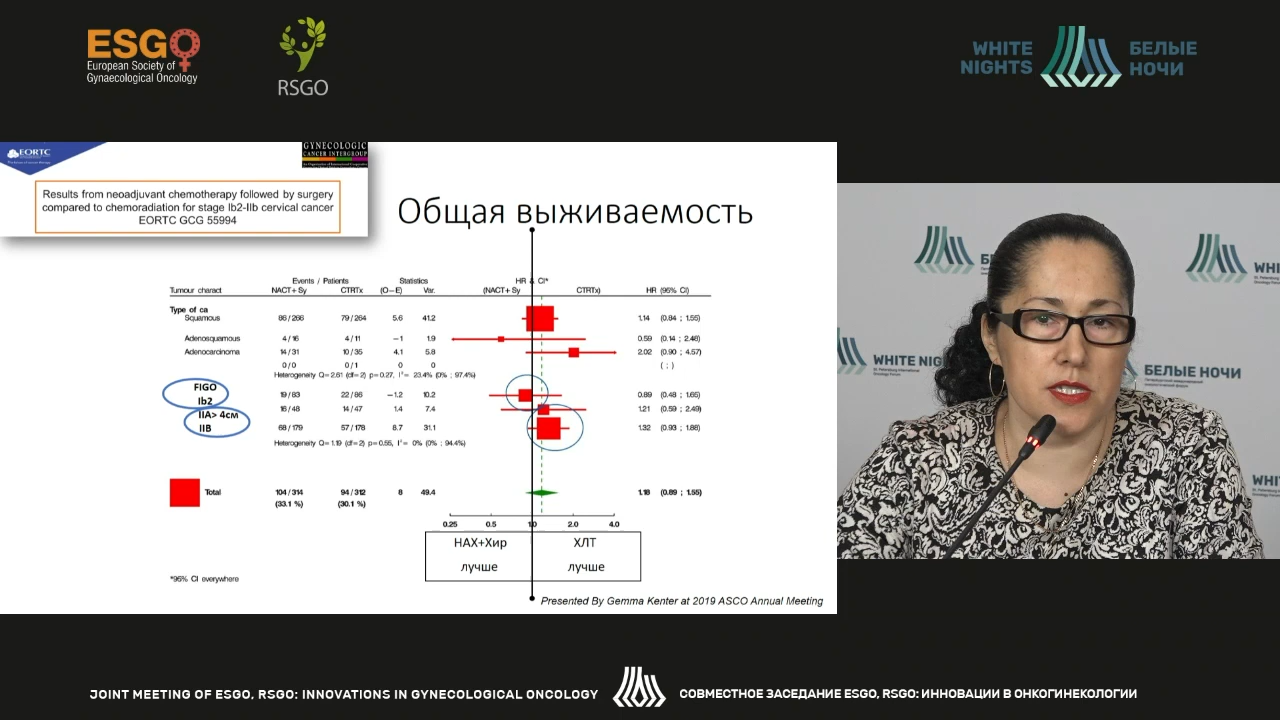 ESGO
European Society of
Gynaecological Oncology
RSGO
WHITE
NIGHTS
БЕЛЫЕ
НОЧИ
EORTC
GYNECOLOGIC
CANCER INTERGROUP
Results from neoadjuvant chemotherapy followed by surgery
compared to chemoradiation for stage Ib2-IIb cervical cancer
EORTC GCG 55994
Общая выживаемость
Events / Patients Statistics HR & CI*
Tumour charact NACT+Sy CTRTx (O−E) Var. (NACT+Sy CTRTx) HR (95% CI)
Type of ca
Squamous 86/266 79/264 5.6 41.2 1.14 (0.84 ; 1.55)
Adenosquamous 4/16 4/11 −1 1.9 0.59 (0.14 ; 2.48)
Adenocarcinoma 14/31 10/35 4.1 5.8 2.02 (0.90 ; 4.57)
0/0 0/1 0 0 ( ; )
Heterogeneity Q=2.61 (df=2) p=0.27, I²= 23.4% (0% ; 97.4%)
FIGO
Ib2 19/83 22/86 −1.2 10.2 0.89 (0.48 ; 1.65)
IIA> 4см 16/48 14/47 1.4 7.4 1.21 (0.59 ; 2.49)
IIB 68/179 57/178 8.7 31.1 1.32 (0.93 ; 1.88)
Heterogeneity Q=1.19 (df=2) p=0.55, I²= 0% (0% ; 94.4%)
Total 104/314 94/312 8 49.4 1.18 (0.89 ; 1.55)
(33.1 %) (30.1 %)
0.25 0.5 1.0 2.0 4.0
НАХ+Хир ХЛТ
лучше лучше
*95% CI everywhere
Presented By Gemma Kenter at 2019 ASCO Annual Meeting
WHITE NIGHTS
БЕЛЫЕ НОЧИ
JOINT MEETING OF ESGO, RSGO: INNOVATIONS IN GYNECOLOGICAL ONCOLOGY
СОВМЕСТНОЕ ЗАСЕДАНИЕ ESGO, RSGO: ИННОВАЦИИ В ОНКОГИНЕКОЛОГИИ